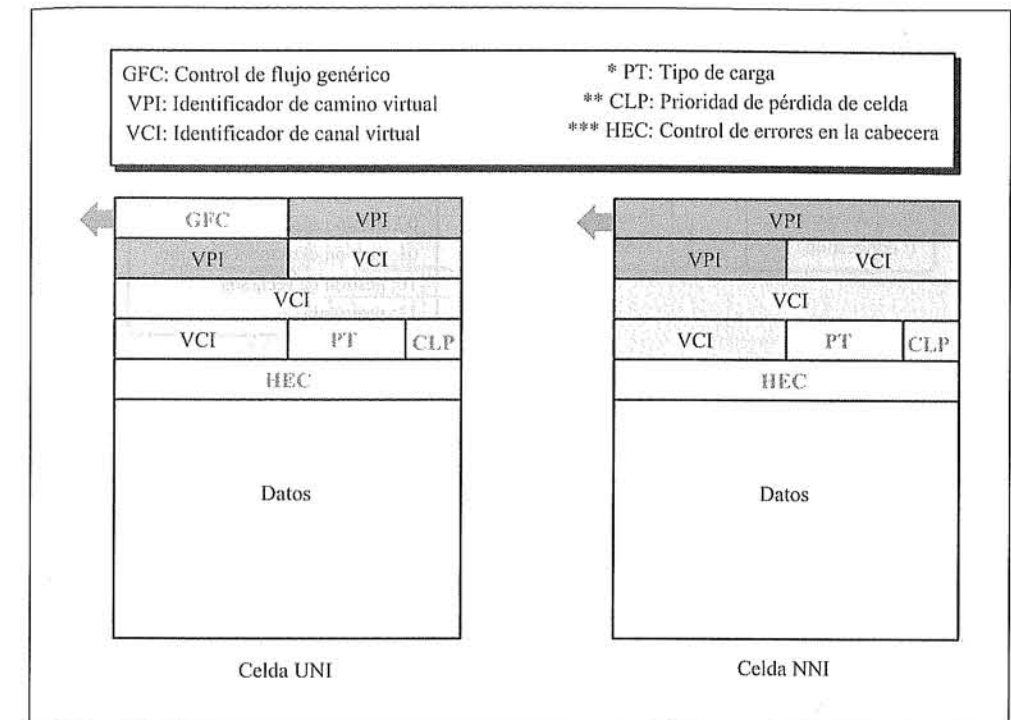 GFC: Control de flujo genérico
VPI: Identificador de camino virtual
VCI: Identificador de canal virtual
* PT: Tipo de carga
** CLP: Prioridad de pérdida de celda
*** HEC: Control de errores en la cabecera
GFC VPI
VPI VCI
VCI
VCI PT CLP
HEC
Datos
Celda UNI
VPI
VPI VCI
VCI
VCI PT CLP
HEC
Datos
Celda NNI